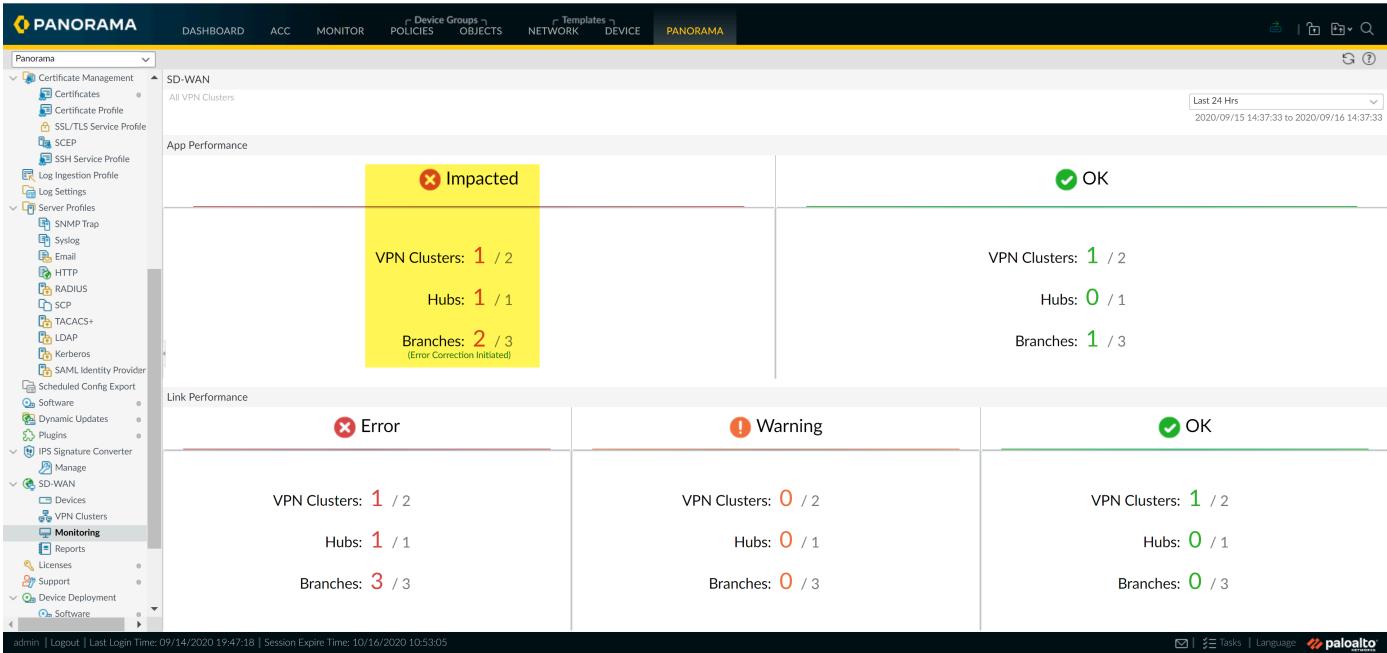 PANORAMA
Device Groups
Templates
DASHBOARD ACC MONITOR POLICIES OBJECTS NETWORK DEVICE PANORAMA
Panorama
Certificate Management
Certificates
Certificate Profile
SSL/TLS Service Profile
SCEP
SSH Service Profile
Log Ingestion Profile
Log Settings
Server Profiles
SNMP Trap
Syslog
Email
HTTP
RADIUS
SCP
TACACS+
LDAP
Kerberos
SAML Identity Provider
Scheduled Config Export
Software
Dynamic Updates
Plugins
IPS Signature Converter
Manage
SD-WAN
Devices
VPN Clusters
Monitoring
Reports
Licenses
Support
Device Deployment
Software
SD-WAN
All VPN Clusters
Last 24 Hrs
2020/09/15 14:37:33 to 2020/09/16 14:37:33
App Performance
Impacted
VPN Clusters: 1 / 2
Hubs: 1 / 1
Branches: 2 / 3
(Error Correction Initiated)
OK
VPN Clusters: 1 / 2
Hubs: 0 / 1
Branches: 1 / 3
Link Performance
Error
VPN Clusters: 1 / 2
Hubs: 1 / 1
Branches: 3 / 3
Warning
VPN Clusters: 0 / 2
Hubs: 0 / 1
Branches: 0 / 3
OK
VPN Clusters: 1 / 2
Hubs: 0 / 1
Branches: 0 / 3
admin | Logout | Last Login Time: 09/14/2020 19:47:18 | Session Expire Time: 10/16/2020 10:53:05
Tasks | Language
paloalto
NETWORKS